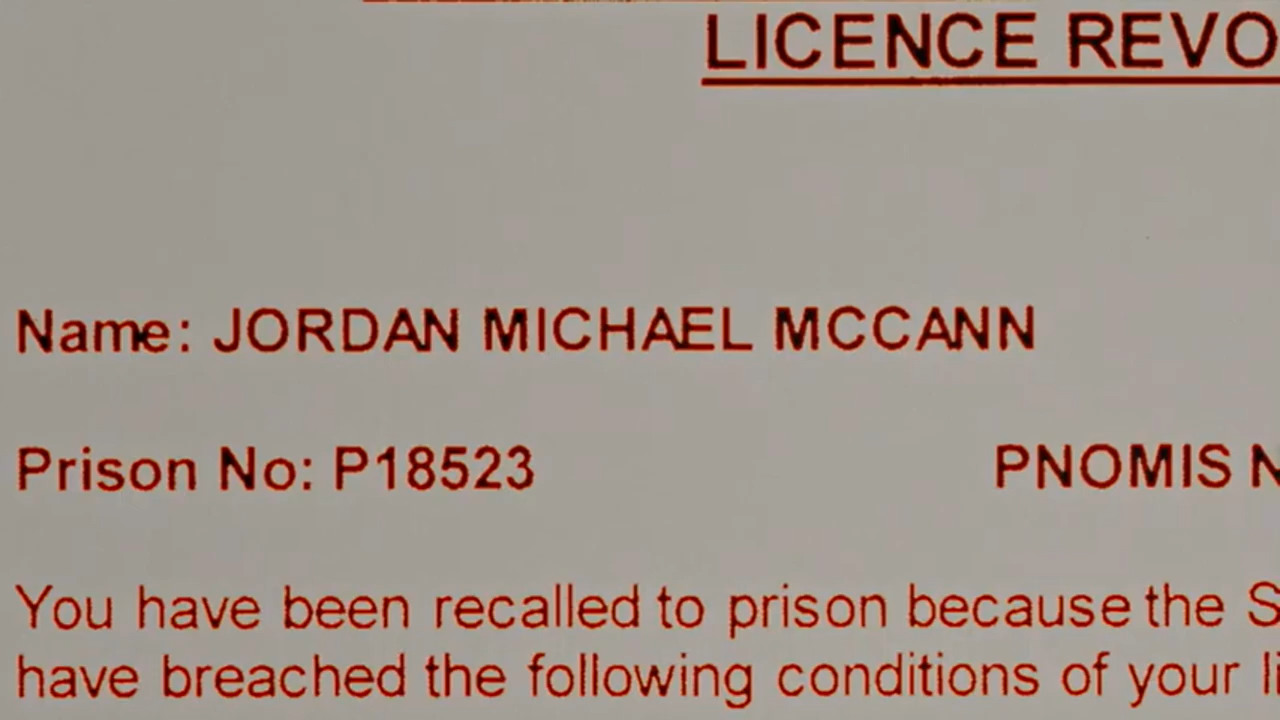 LICENCE REVO
Name: JORDAN MICHAEL MCCANN
Prison No: P18523 PNOMIS N
You have been recalled to prison because the S
have breached the following conditions of your li